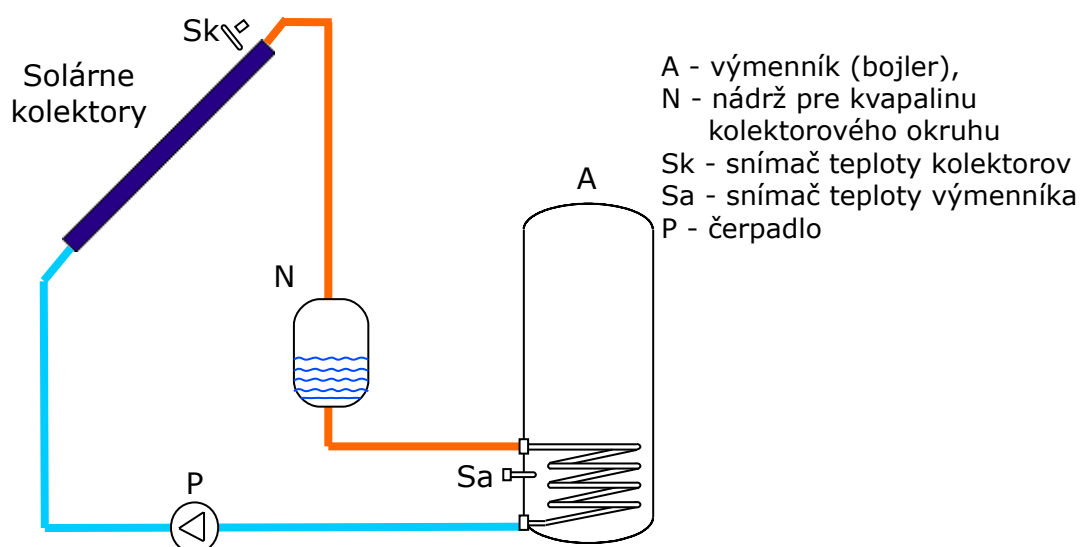 Sk
Solárne
kolektory
N
P
Sa
A
A - výmenník (bojler),
N - nádrž pre kvapalinu
kolektorového okruhu
Sk - snímač teploty kolektorov
Sa - snímač teploty výmenníka
P - čerpadlo